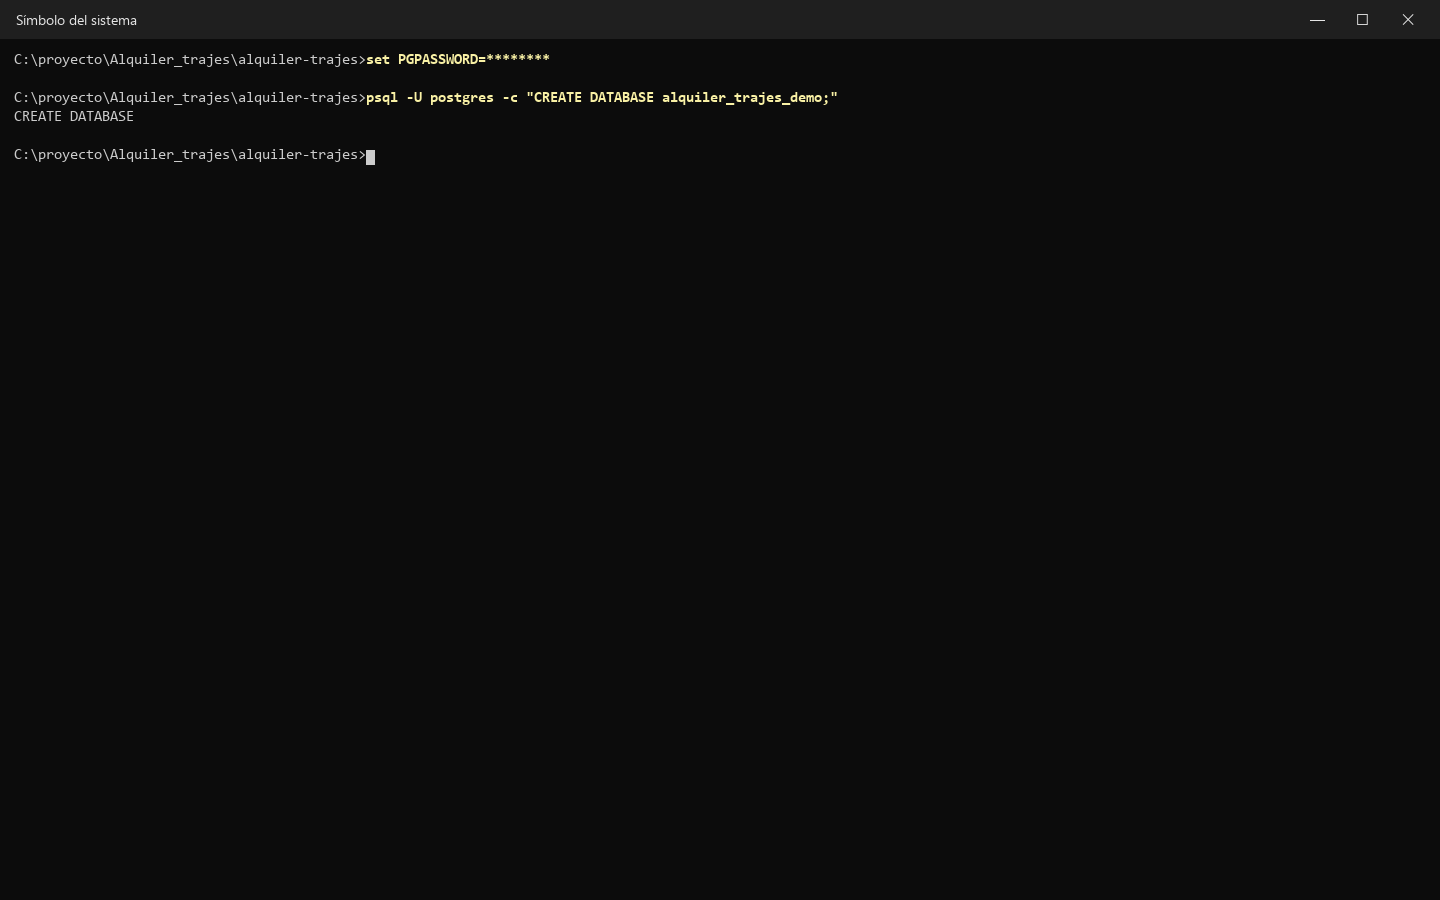 Símbolo del sistema
C:\proyecto\Alquiler_trajes\alquiler-trajes>set PGPASSWORD=********
C:\proyecto\Alquiler_trajes\alquiler-trajes>psql -U postgres -c "CREATE DATABASE alquiler_trajes_demo;"
CREATE DATABASE
C:\proyecto\Alquiler_trajes\alquiler-trajes>